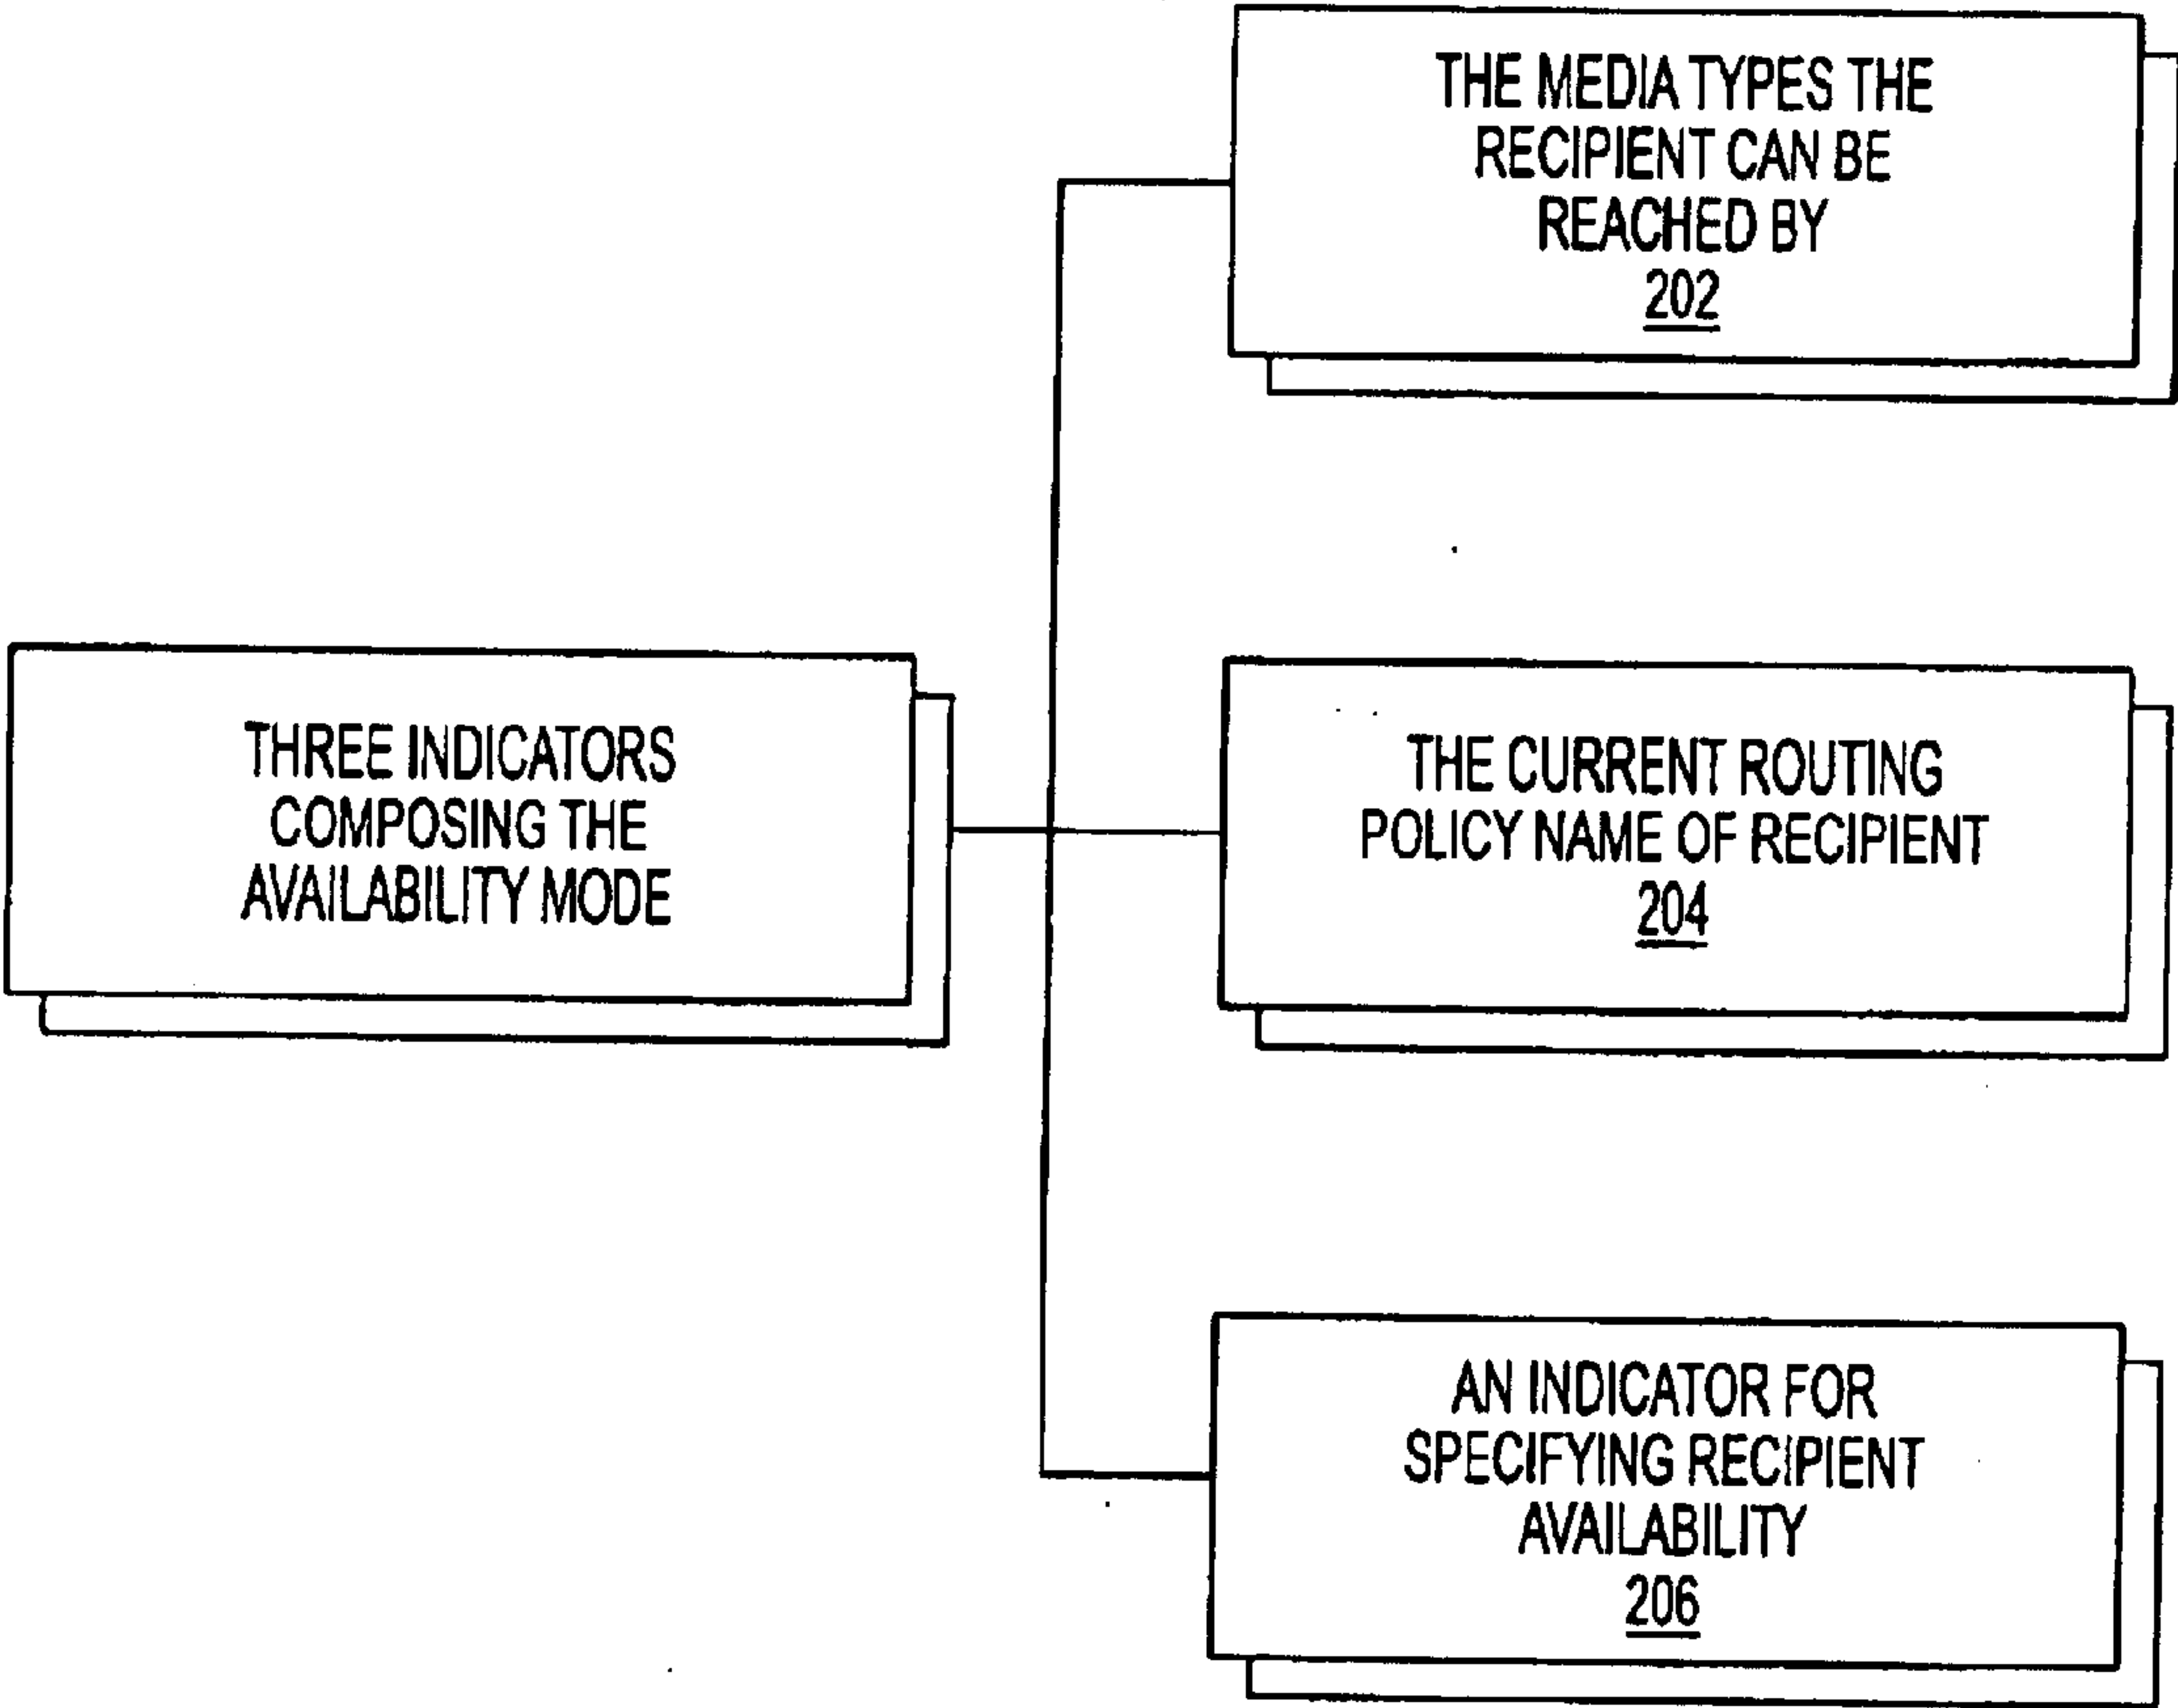 THE MEDIA TYPES THE
RECIPIENT CAN BE
REACHED BY
202
THREE INDICATORS
COMPOSING THE
AVAILABILITY MODE
THE CURRENT ROUTING
POLICY NAME OF RECIPIENT
204
AN INDICATOR FOR
SPECIFYING RECIPIENT
AVAILABILITY
206